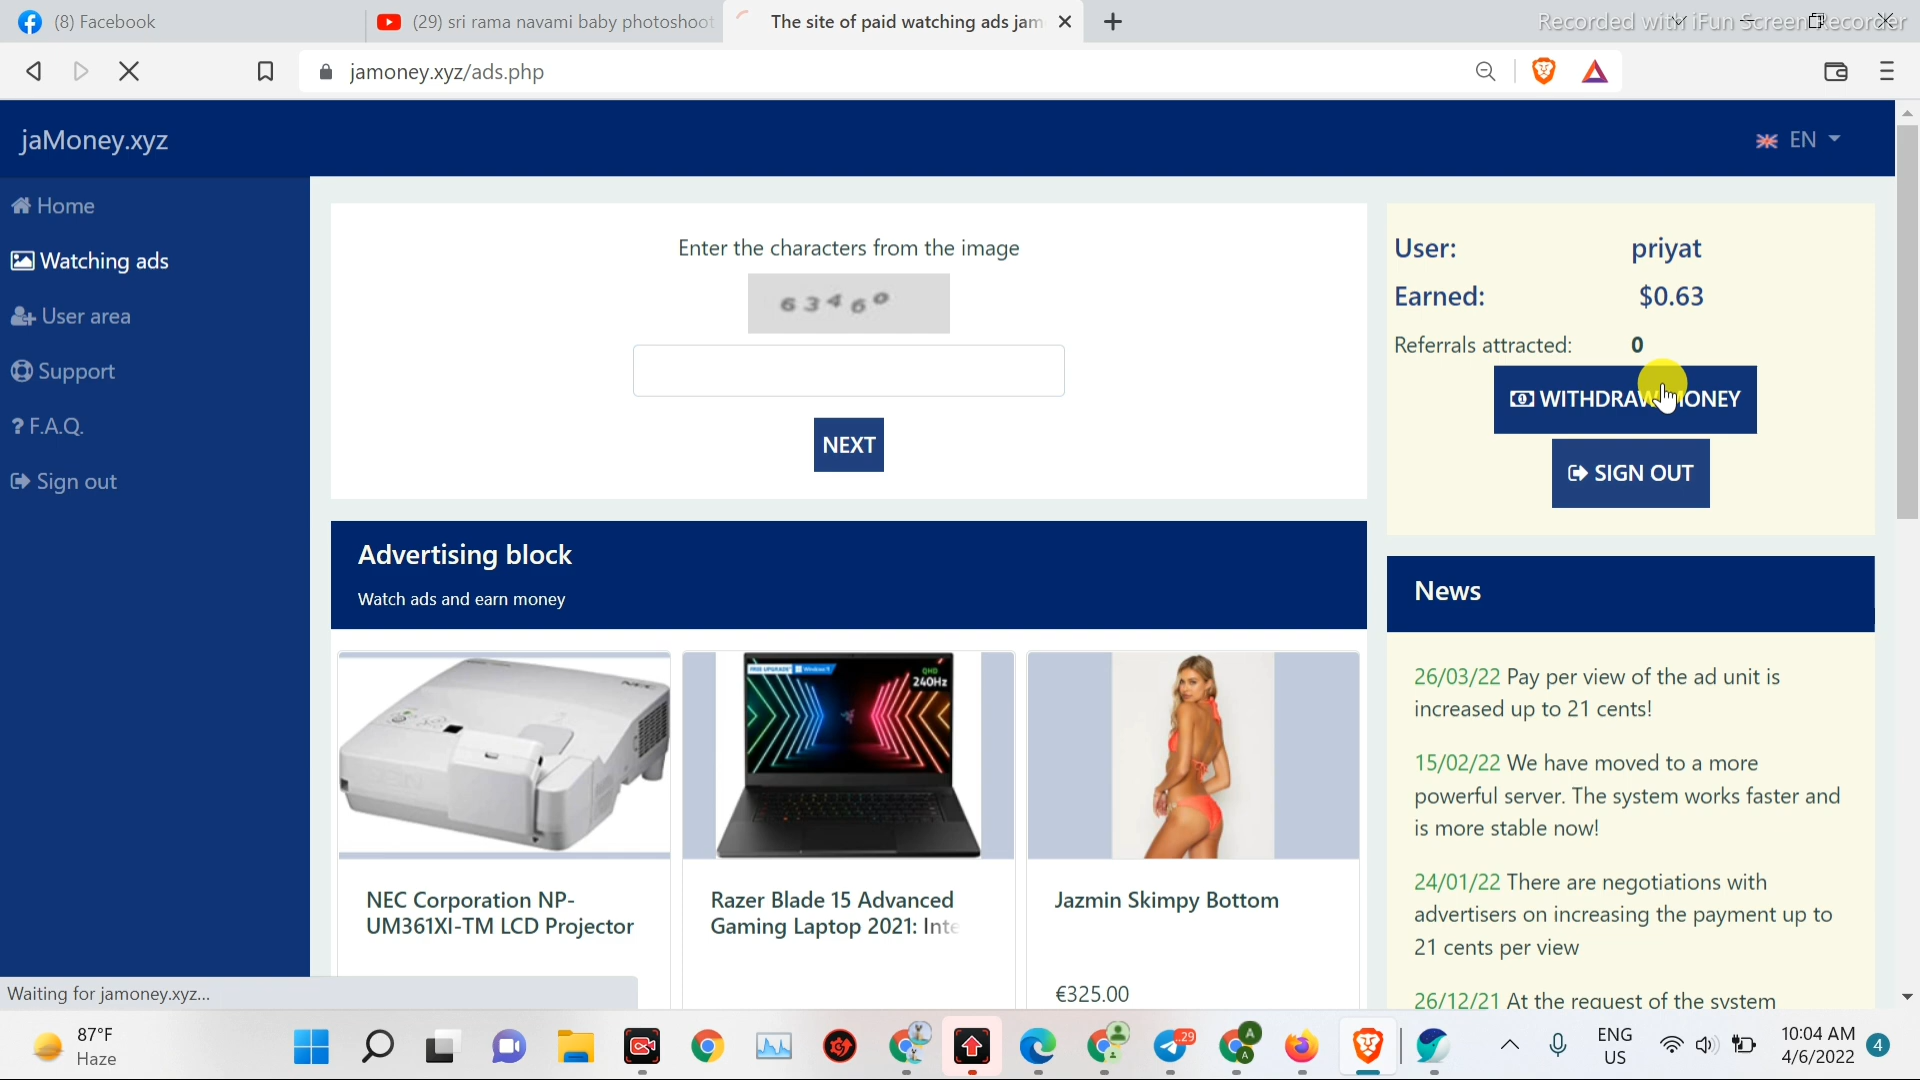 (8) Facebook
(29) sri rama navami baby photoshoot
The site of paid watching ads jam
Recorded with iFun Screen Recorder
jamoney.xyz/ads.php
jaMoney.xyz
EN
Home
Watching ads
User area
Support
? F.A.Q.
Sign out
Enter the characters from the image
63460
NEXT
User: priyat
Earned: $0.63
Referrals attracted: 0
WITHDRAW MONEY
SIGN OUT
Advertising block
Watch ads and earn money
FREE UPGRADE
QHD
240Hz
NEC
NEC Corporation NP-
UM361XI-TM LCD Projector
Razer Blade 15 Advanced
Gaming Laptop 2021: Inte
Jazmin Skimpy Bottom
€325.00
News
26/03/22 Pay per view of the ad unit is
increased up to 21 cents!
15/02/22 We have moved to a more
powerful server. The system works faster and
is more stable now!
24/01/22 There are negotiations with
advertisers on increasing the payment up to
21 cents per view
26/12/21 At the request of the system
Waiting for jamoney.xyz...
87°F
Haze
29
A
A
ENG
US
10:04 AM
4/6/2022
4